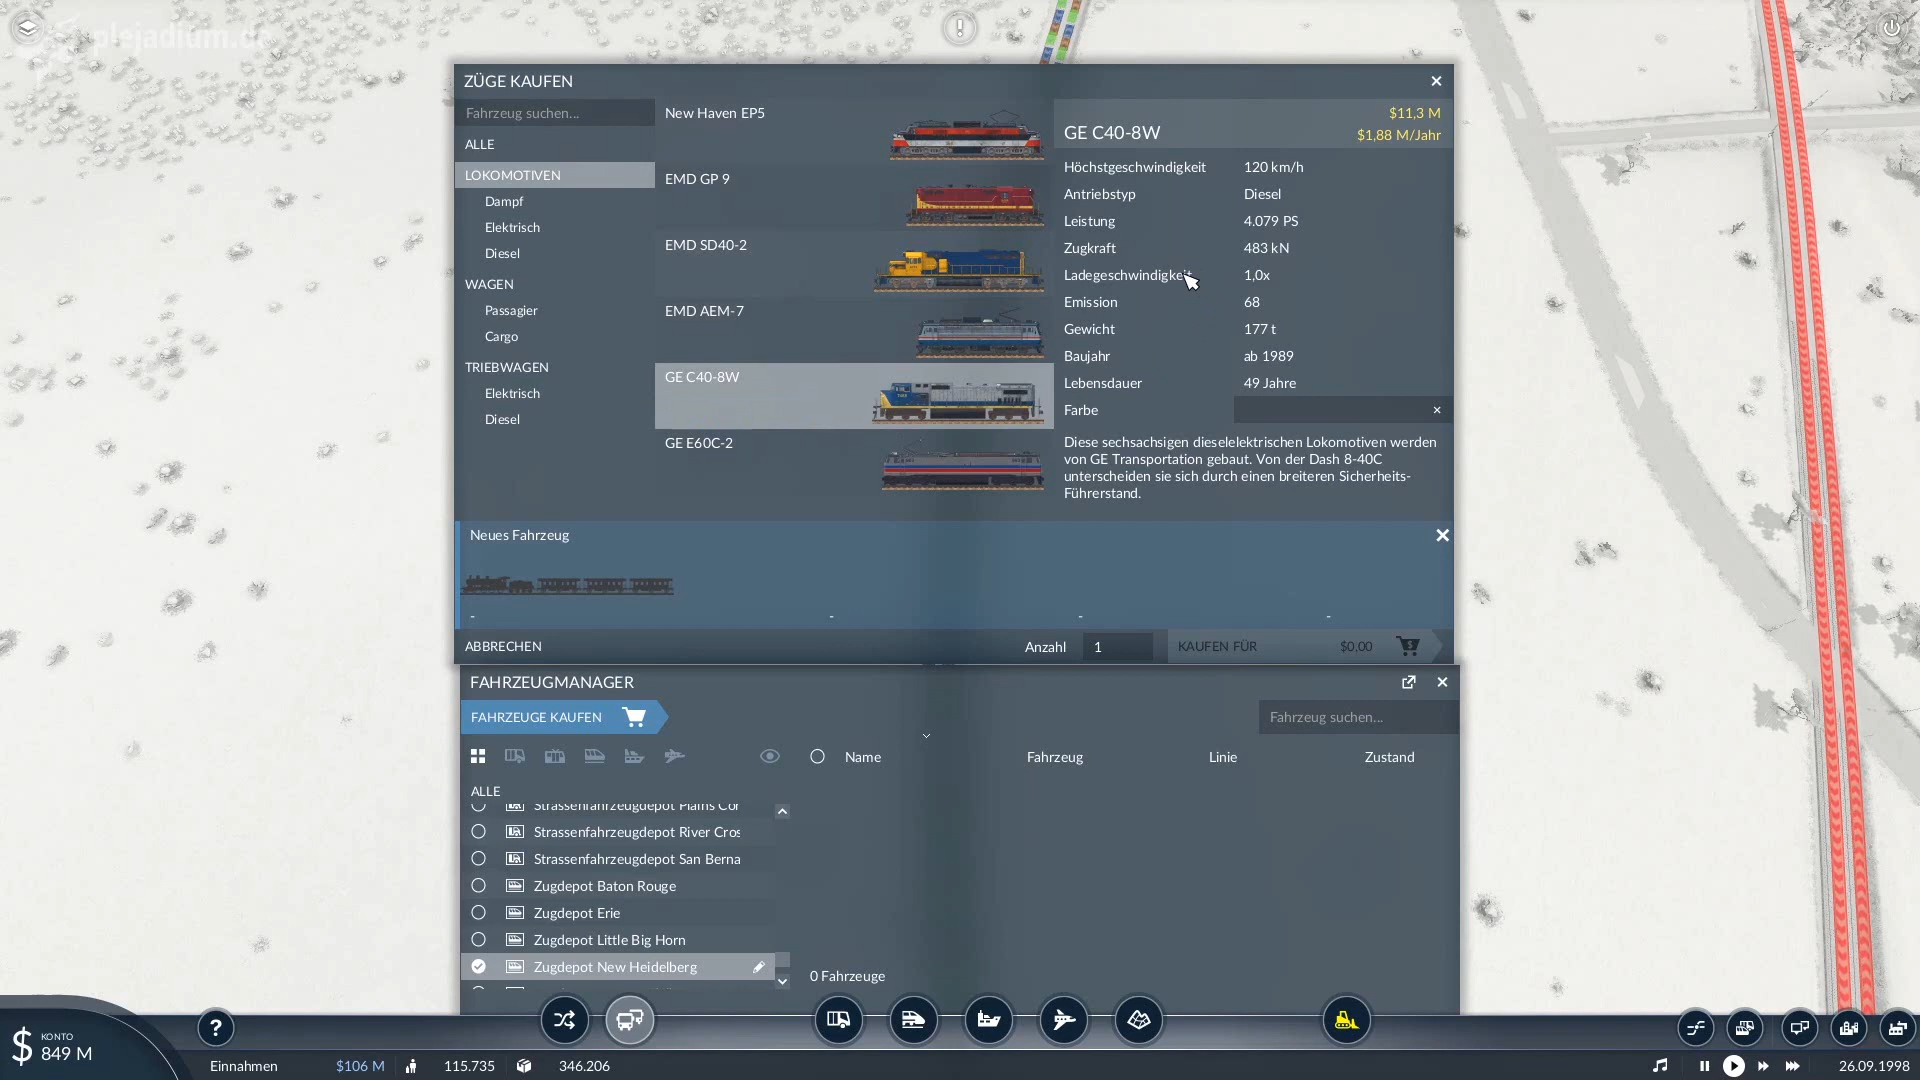 plejadium.de
ZÜGE KAUFEN
Fahrzeug suchen...
ALLE
LOKOMOTIVEN
Dampf
Elektrisch
Diesel
WAGEN
Passagier
Cargo
TRIEBWAGEN
Elektrisch
Diesel
New Haven EP5
EMD GP 9
EMD SD40-2
EMD AEM-7
GE C40-8W
GE E60C-2
$11,3 M
GE C40-8W
$1,88 M/Jahr
Höchstgeschwindigkeit 120 km/h
Antriebstyp Diesel
Leistung 4.079 PS
Zugkraft 483 kN
Ladegeschwindigkeit 1,0x
Emission 68
Gewicht 177 t
Baujahr ab 1989
Lebensdauer 49 Jahre
Farbe
Diese sechsachsigen dieselelektrischen Lokomotiven werden
von GE Transportation gebaut. Von der Dash 8-40C
unterscheiden sie sich durch einen breiteren Sicherheits-
Führerstand.
Neues Fahrzeug
- - - -
ABBRECHEN Anzahl 1 KAUFEN FÜR $0,00
FAHRZEUGMANAGER
FAHRZEUGE KAUFEN
Fahrzeug suchen...
Name Fahrzeug Linie Zustand
ALLE
Strassenfahrzeugdepot Plains Cor
Strassenfahrzeugdepot River Cros
Strassenfahrzeugdepot San Berna
Zugdepot Baton Rouge
Zugdepot Erie
Zugdepot Little Big Horn
Zugdepot New Heidelberg
0 Fahrzeuge
KONTO
849 M
Einnahmen $106 M 115.735 346.206
26.09.1998